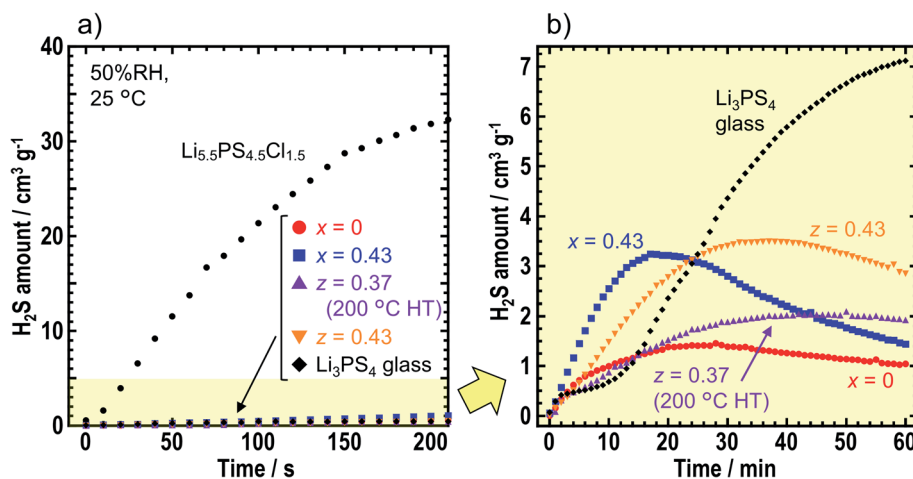 a)
H₂S amount / cm³ g⁻¹
40
30
20
10
0
50%RH,
25 °C
Li₅.₅PS₄.₅Cl₁.₅
x = 0
x = 0.43
z = 0.37
(200 °C HT)
z = 0.43
Li₃PS₄ glass
0 50 100 150 200
Time / s
b)
H₂S amount / cm³ g⁻¹
7
6
5
4
3
2
1
0
Li₃PS₄
glass
x = 0.43
z = 0.43
z = 0.37
(200 °C HT)
x = 0
0 10 20 30 40 50 60
Time / min